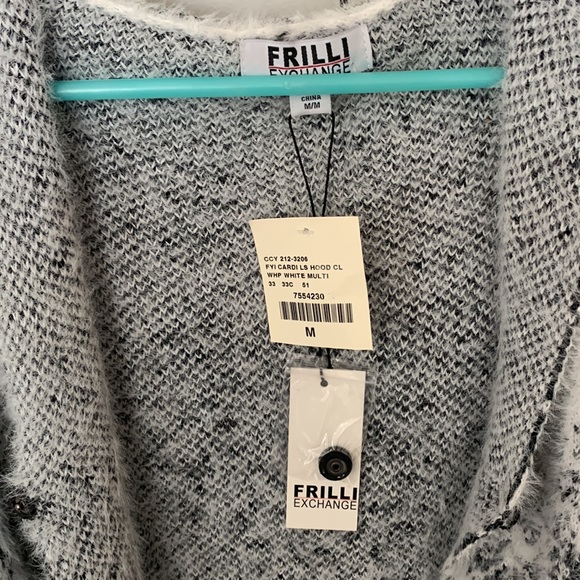 FRILLI
EXCHANGE
CHINA
M/M
CCY 212-3206
FYI CARDI LS HOOD CL
WHP WHITE MULTI
33 33C 51
7554230
M
FRILLI
EXCHANGE